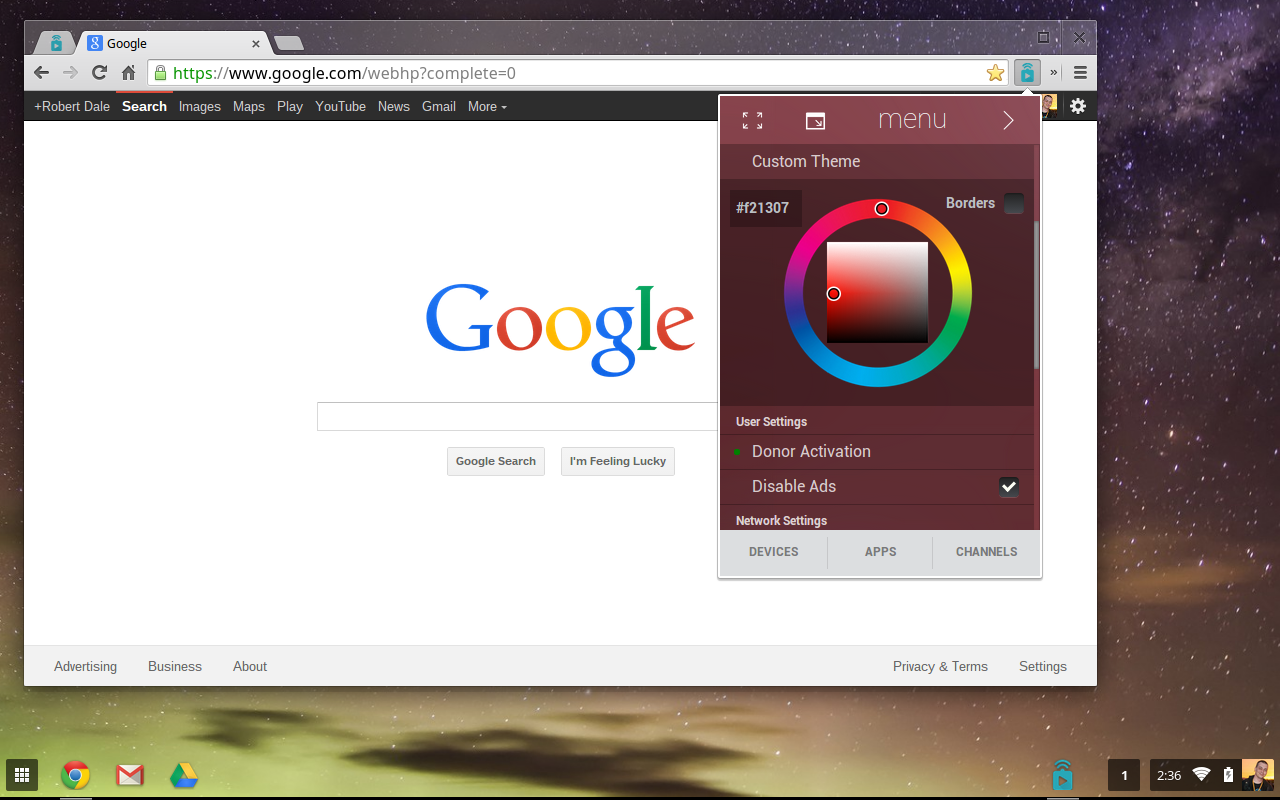 Google
https://www.google.com/webhp?complete=0
+Robert Dale Search Images Maps Play YouTube News Gmail More
menu
Custom Theme
#f21307
Borders
Google
Google Search I'm Feeling Lucky
User Settings
Donor Activation
Disable Ads
Network Settings
DEVICES APPS CHANNELS
Advertising Business About Privacy & Terms Settings
1 2:36